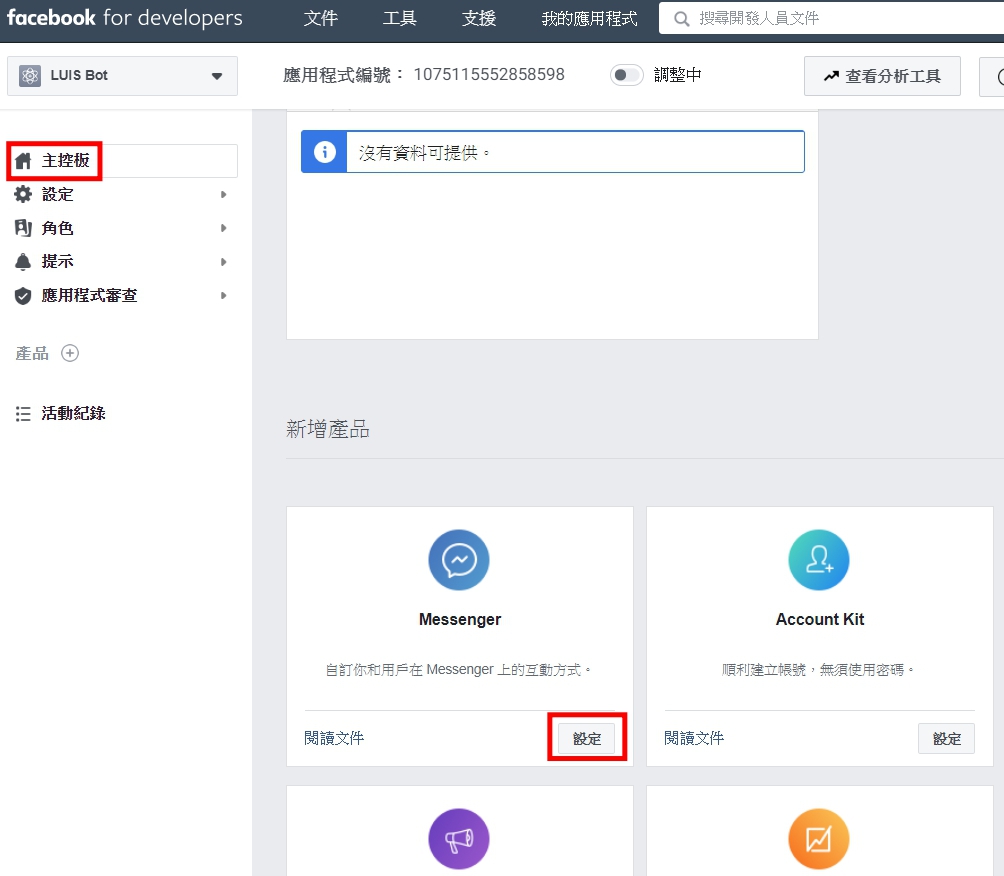 facebook for developers 文件 工具 支援 我的應用程式 搜尋開發人員文件
LUIS Bot 應用程式編號： 1075115552858598 調整中 查看分析工具
主控板
沒有資料可提供。
設定
角色
提示
應用程式審查
產品
活動紀錄
新增產品
Messenger
自訂你和用戶在 Messenger 上的互動方式。
閱讀文件 設定
Account Kit
順利建立帳號，無須使用密碼。
閱讀文件 設定